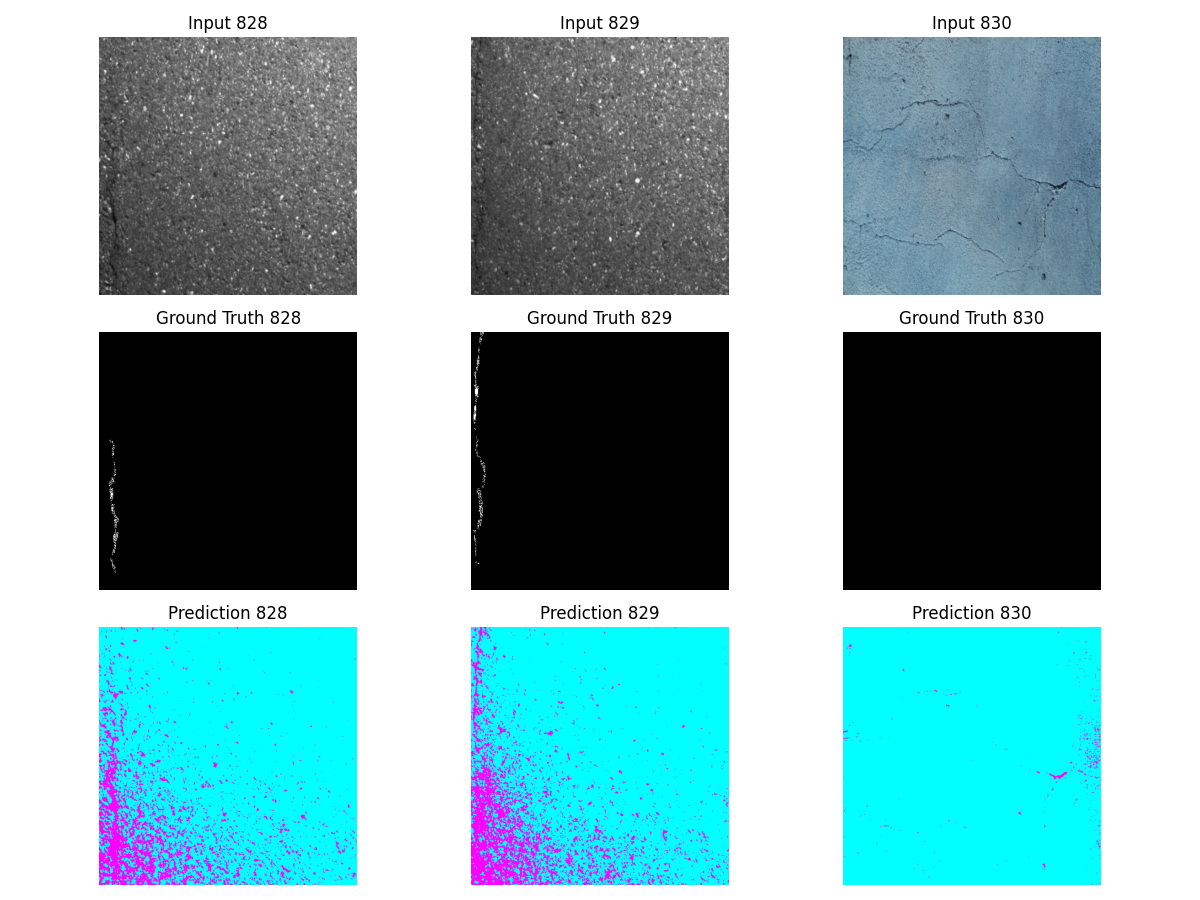 Input 828
Input 829
Input 830
Ground Truth 828
Ground Truth 829
Ground Truth 830
Prediction 828
Prediction 829
Prediction 830